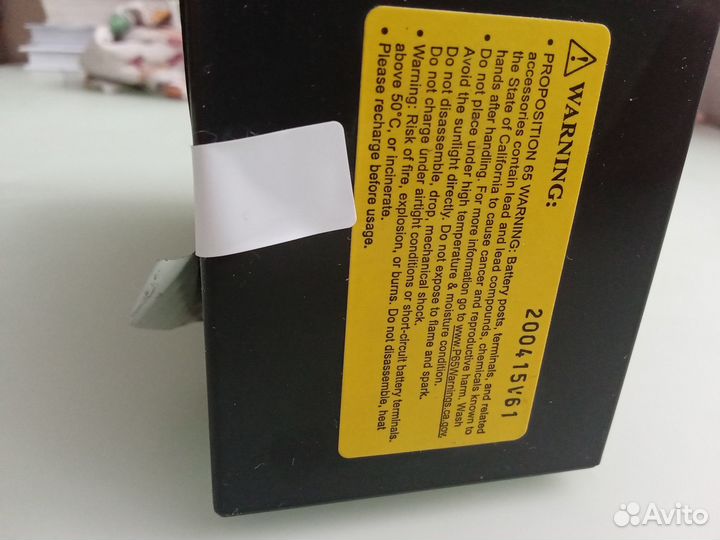 ⚠ WARNING:
• PROPOSITION 65 WARNING: Battery posts, terminals, and related
accessories contain lead and lead compounds, chemicals known to
the State of California to cause cancer and reproductive harm. Wash
hands after handling. For more information go to www.P65Warnings.ca.gov.
• Do not place under high temperature & moisture condition.
Avoid the sunlight directly. Do not expose to flame and spark.
Do not disassemble, drop, mechanical shock.
Do not charge under airtight conditions or short-circuit battery terminals.
• Warning: Risk of fire, explosion, or burns. Do not disassemble, heat
above 50°C, or incinerate.
• Please recharge before usage.
200415V61
Avito